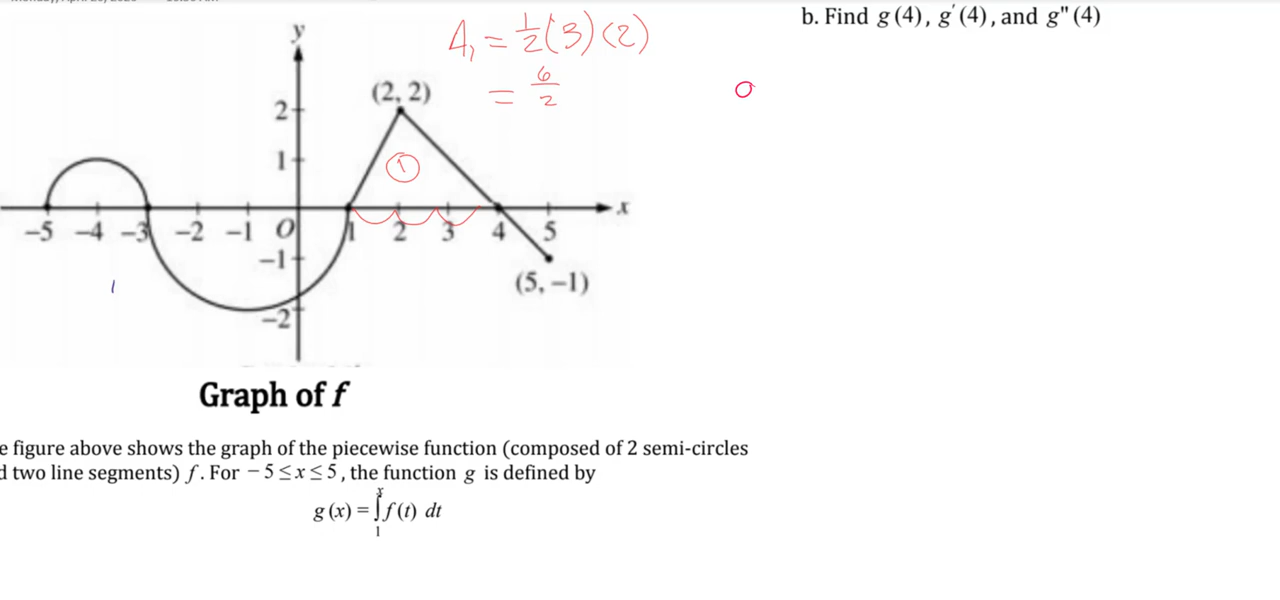 b. Find g (4), g′ (4), and g″ (4)
y
A₁ = 1/2 (3) (2)
= 6/2
(2, 2)
2
1
①
x
-5 -4 -3 -2 -1 O 1 2 3 4 5
-1
(5, -1)
-2
Graph of f
e figure above shows the graph of the piecewise function (composed of 2 semi-circles
d two line segments) f. For − 5 ≤ x ≤ 5, the function g is defined by
g (x) = ∫₁ˣ f (t) dt